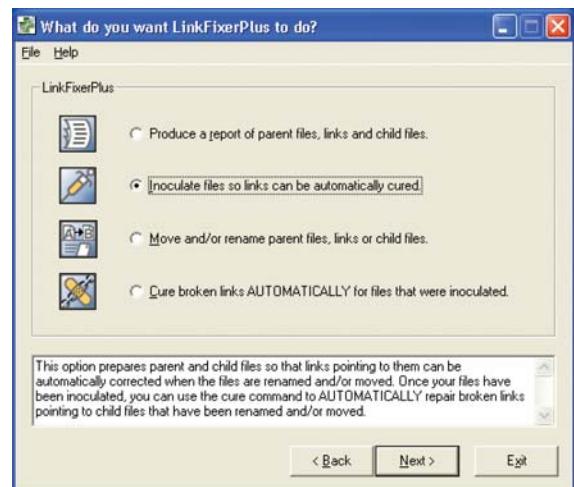 What do you want LinkFixerPlus to do?
File Help
LinkFixerPlus
Produce a report of parent files, links and child files.
Inoculate files so links can be automatically cured.
A→B
Move and/or rename parent files, links or child files.
Cure broken links AUTOMATICALLY for files that were inoculated.
This option prepares parent and child files so that links pointing to them can be
automatically corrected when the files are renamed and/or moved. Once your files have
been inoculated, you can use the cure command to AUTOMATICALLY repair broken links
pointing to child files that have been renamed and/or moved.
< Back Next > Exit